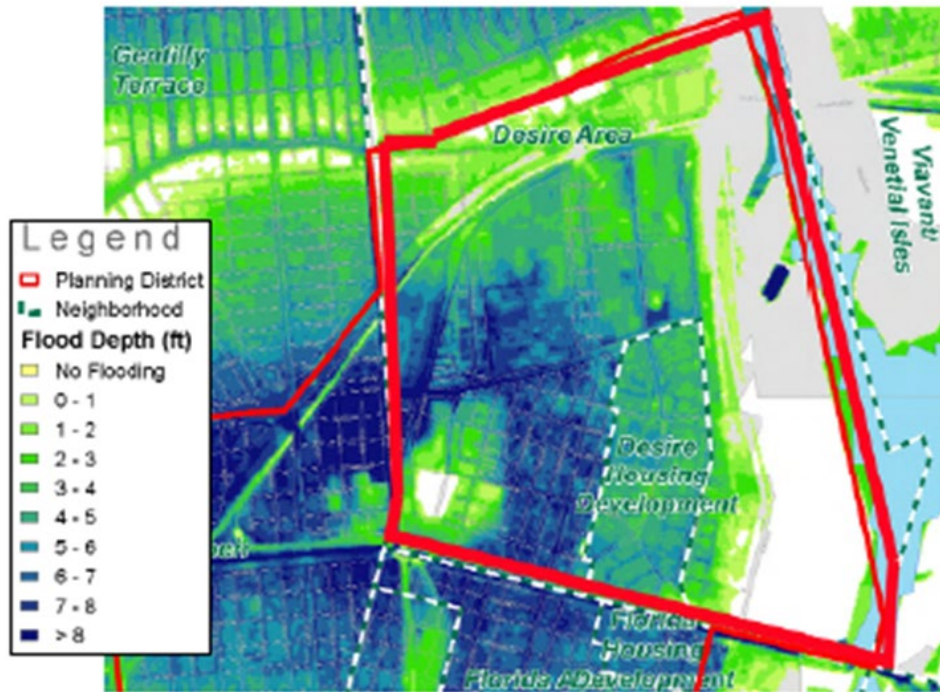 Gentilly
Terrace
Desire Area
Viavant/
Venetial Isles
Legend
Planning District
Neighborhood
Flood Depth (ft)
No Flooding
0 - 1
1 - 2
2 - 3
3 - 4
4 - 5
5 - 6
6 - 7
7 - 8
> 8
Desire
Housing
Development
Florida
Housing
Florida A Development